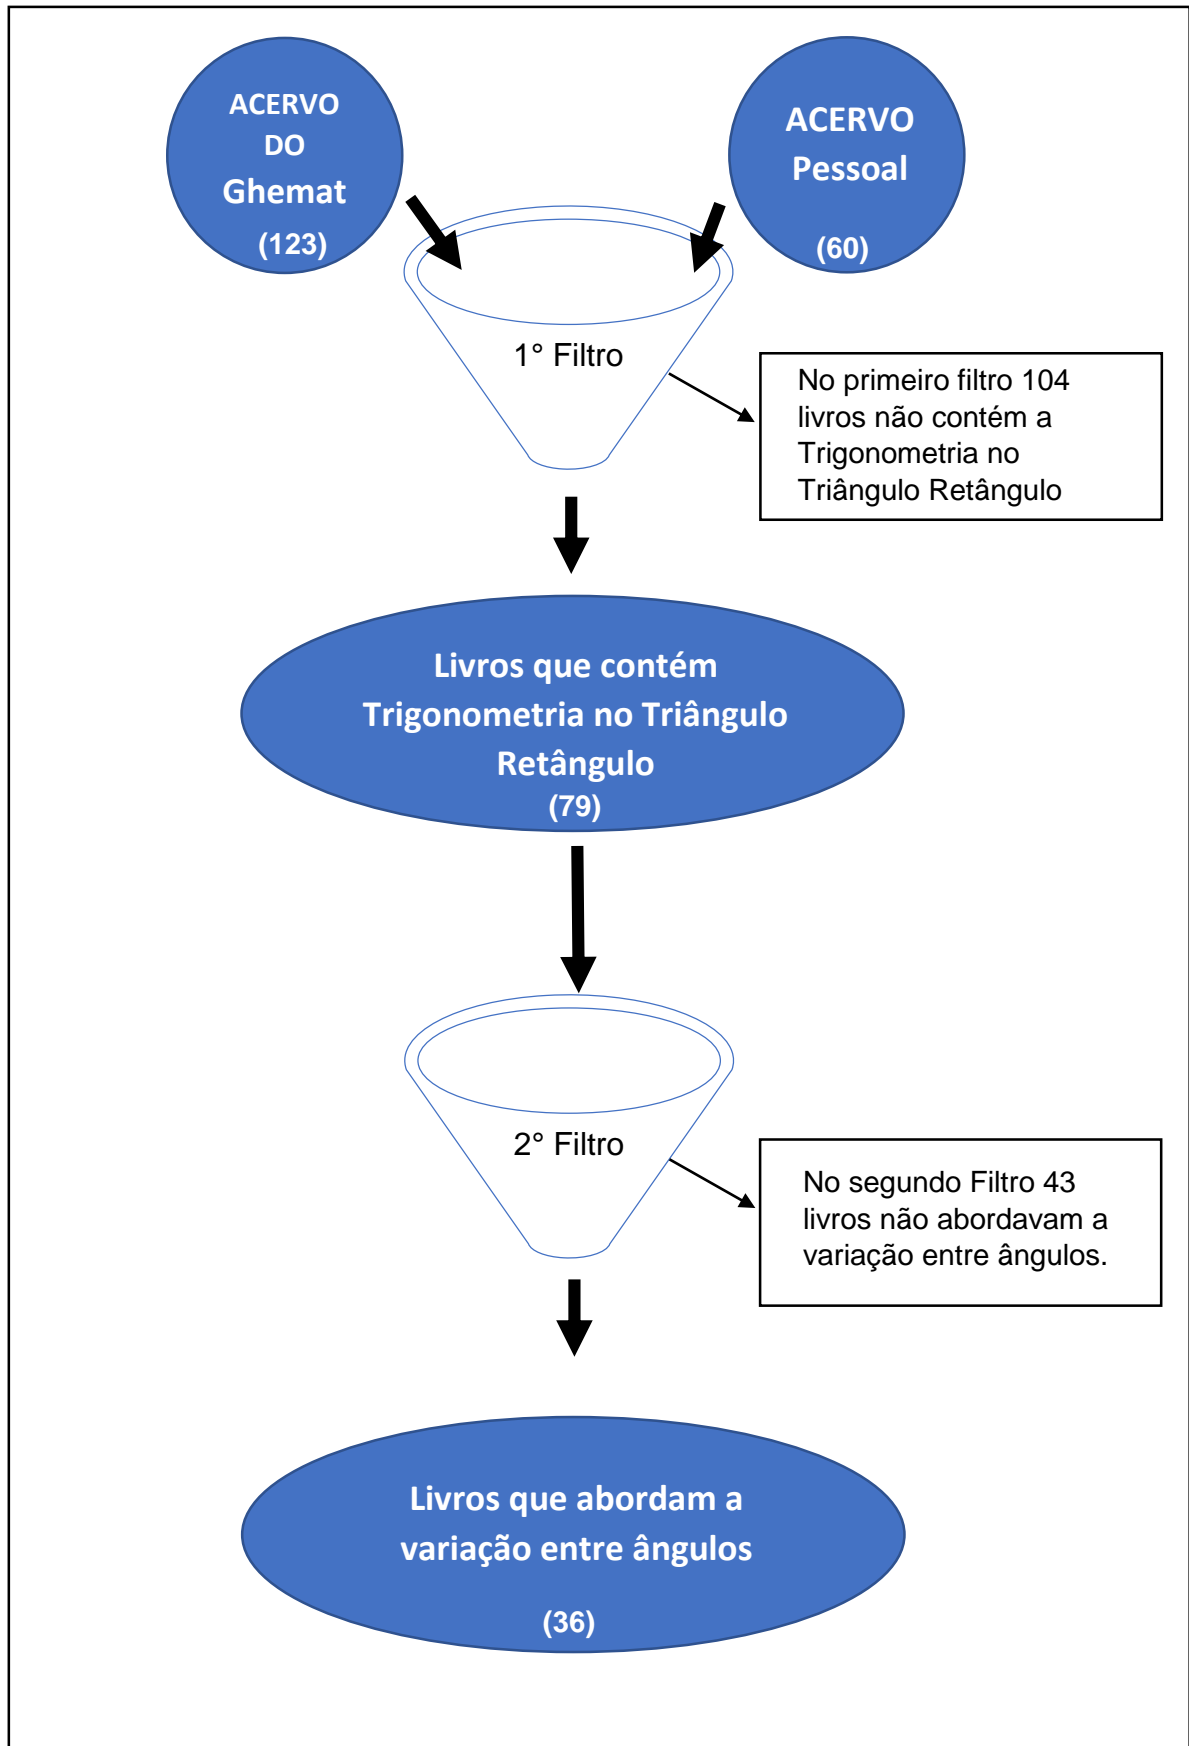 ACERVO
DO
Ghemat
(123)
ACERVO
Pessoal
(60)
1° Filtro
No primeiro filtro 104
livros não contém a
Trigonometria no
Triângulo Retângulo
Livros que contém
Trigonometria no Triângulo
Retângulo
(79)
2° Filtro
No segundo Filtro 43
livros não abordavam a
variação entre ângulos.
Livros que abordam a
variação entre ângulos
(36)